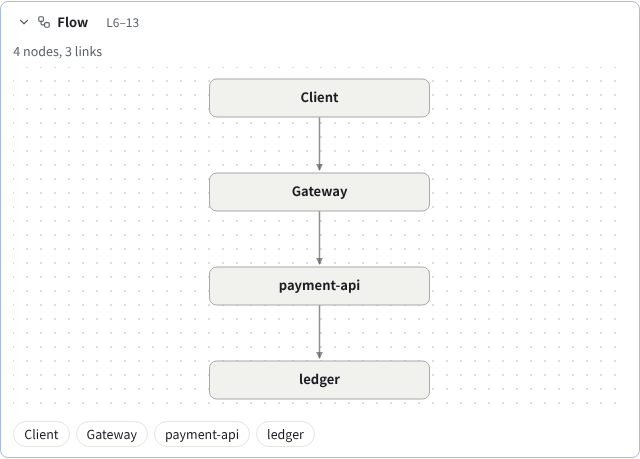 Flow L6–13
4 nodes, 3 links
Client
Gateway
payment-api
ledger
Client Gateway payment-api ledger